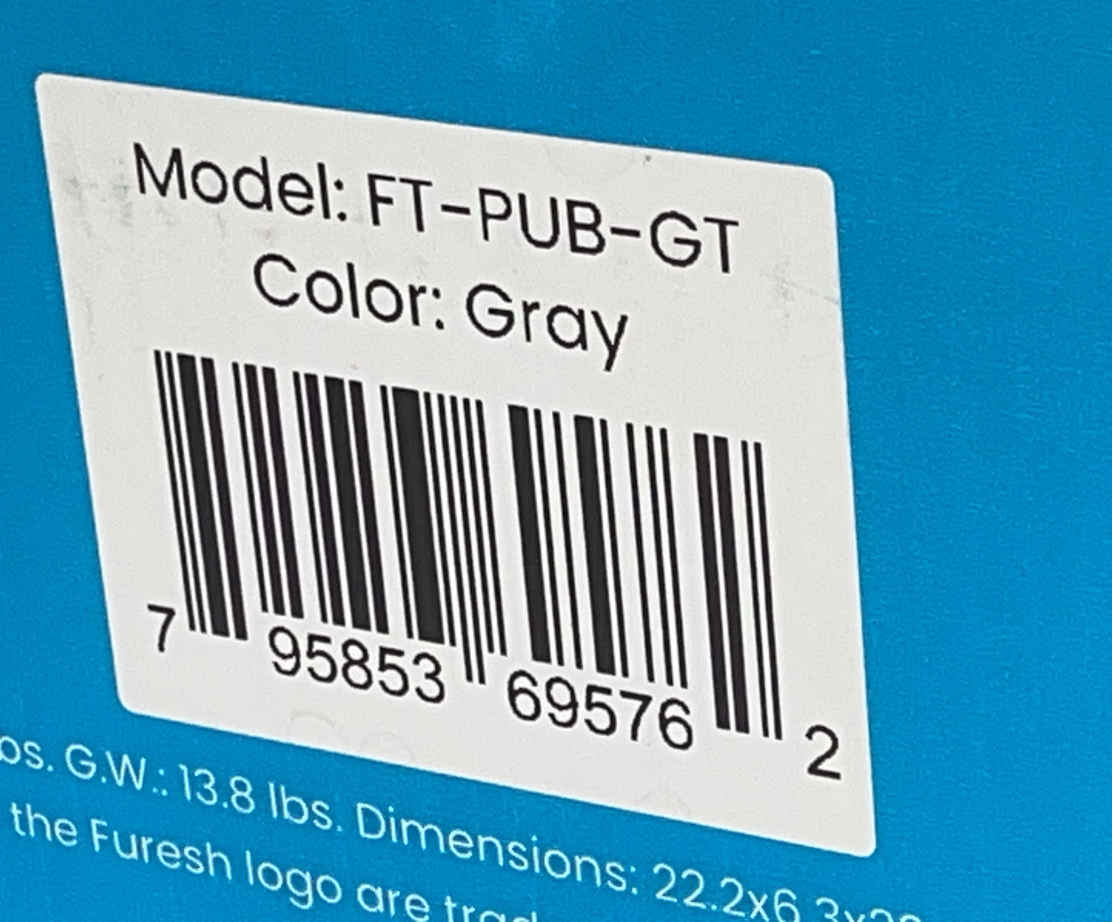 Model: FT-PUB-GT
Color: Gray
7 95853 69576 2
G.W.: 13.8 lbs. Dimensions:
the Furesh logo are